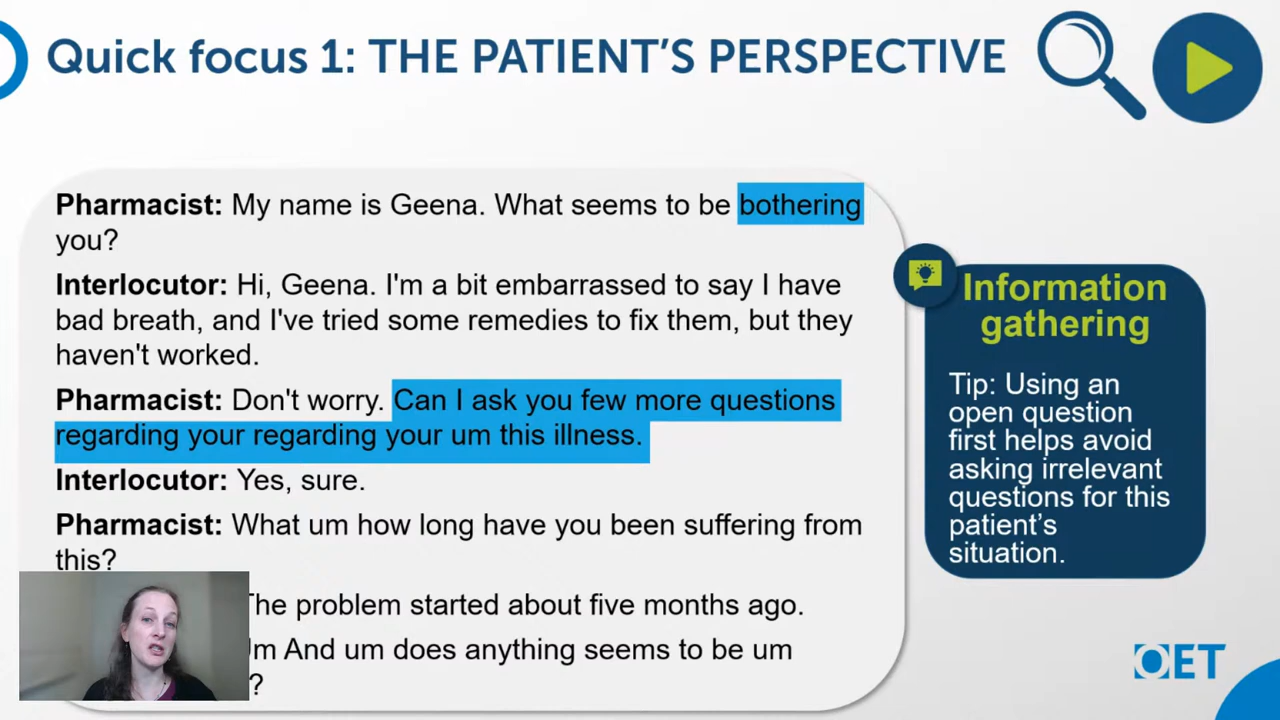 Quick focus 1: THE PATIENT'S PERSPECTIVE
Pharmacist: My name is Geena. What seems to be bothering
you?
Interlocutor: Hi, Geena. I'm a bit embarrassed to say I have
bad breath, and I've tried some remedies to fix them, but they
haven't worked.
Pharmacist: Don't worry. Can I ask you few more questions
regarding your regarding your um this illness.
Interlocutor: Yes, sure.
Pharmacist: What um how long have you been suffering from
this?
The problem started about five months ago.
And um does anything seems to be um
?
Information
gathering
Tip: Using an
open question
first helps avoid
asking irrelevant
questions for this
patient's
situation.
OET